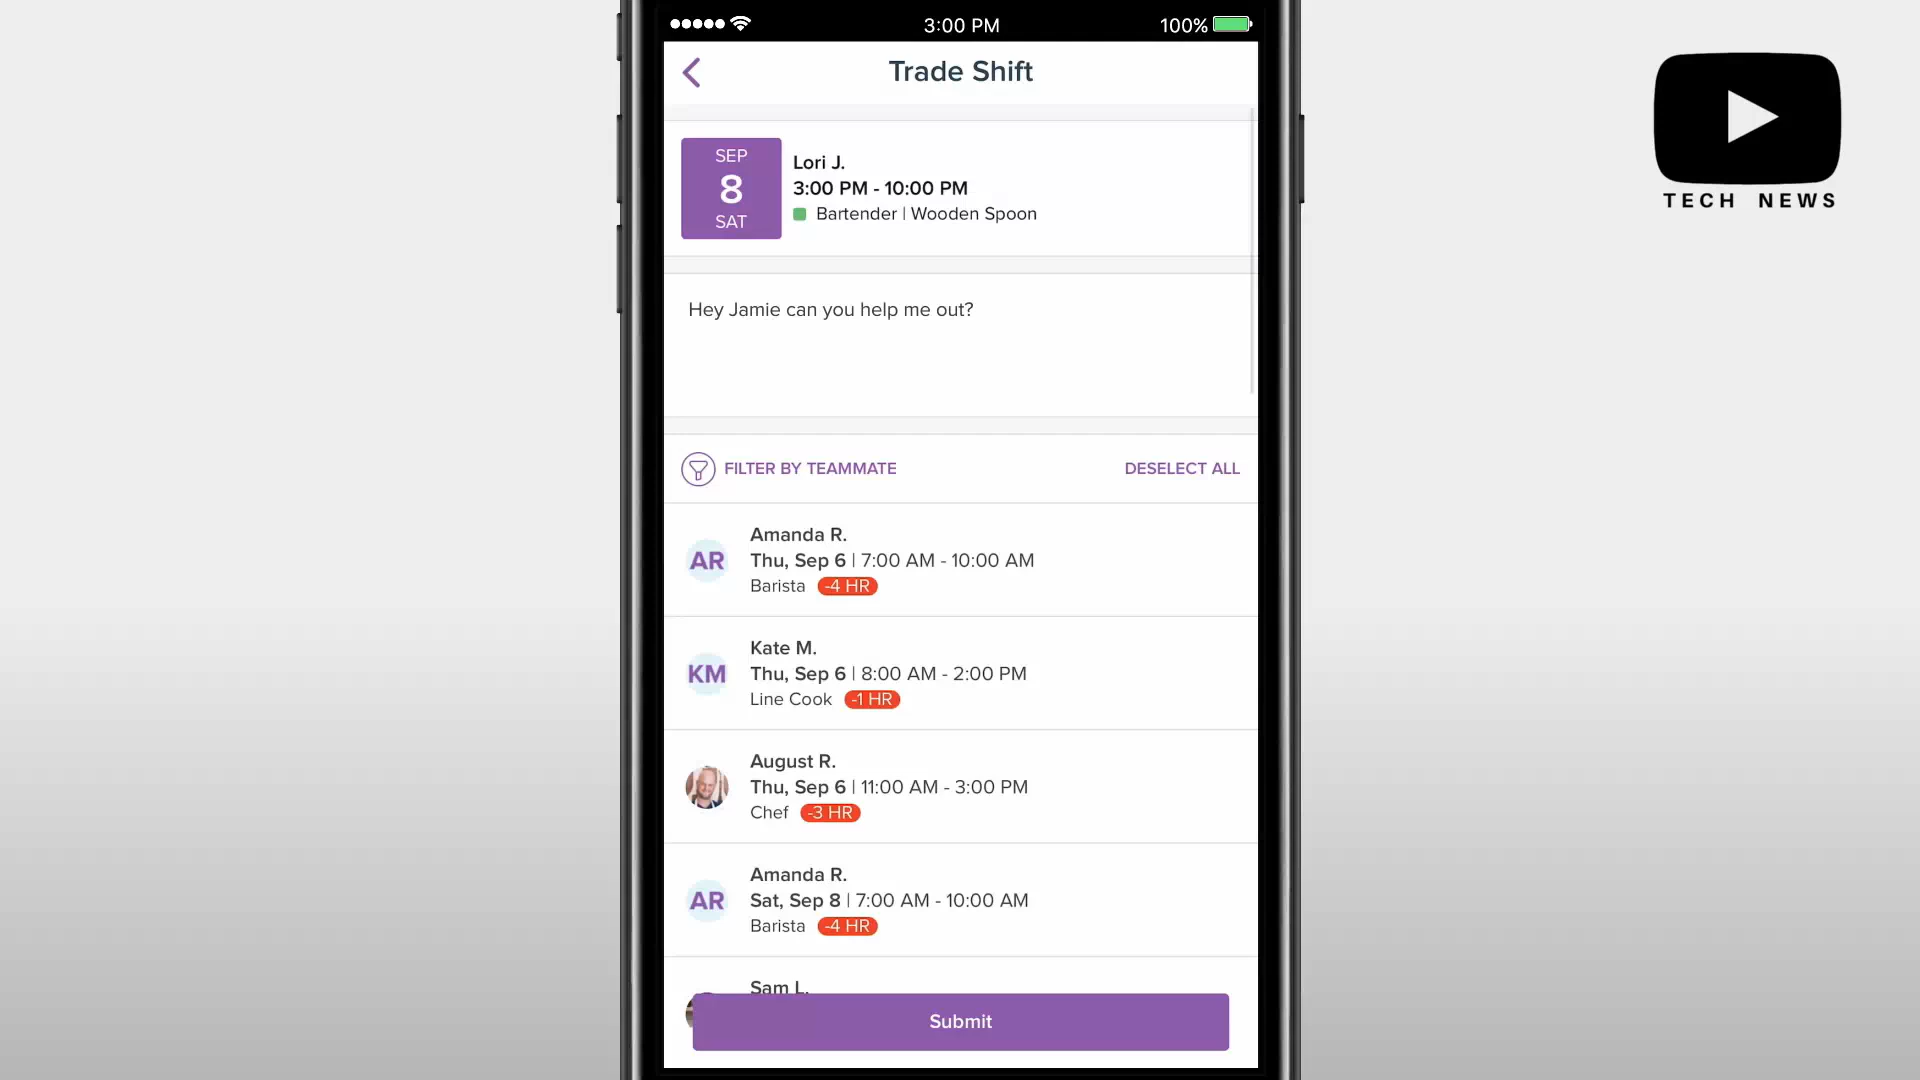 3:00 PM
100%
Trade Shift
TECH NEWS
SEP
8
SAT
Lori J.
3:00 PM - 10:00 PM
Bartender | Wooden Spoon
Hey Jamie can you help me out?
FILTER BY TEAMMATE
DESELECT ALL
AR
Amanda R.
Thu, Sep 6 | 7:00 AM - 10:00 AM
Barista -4 HR
KM
Kate M.
Thu, Sep 6 | 8:00 AM - 2:00 PM
Line Cook -1 HR
August R.
Thu, Sep 6 | 11:00 AM - 3:00 PM
Chef -3 HR
AR
Amanda R.
Sat, Sep 8 | 7:00 AM - 10:00 AM
Barista -4 HR
Sam L.
Submit